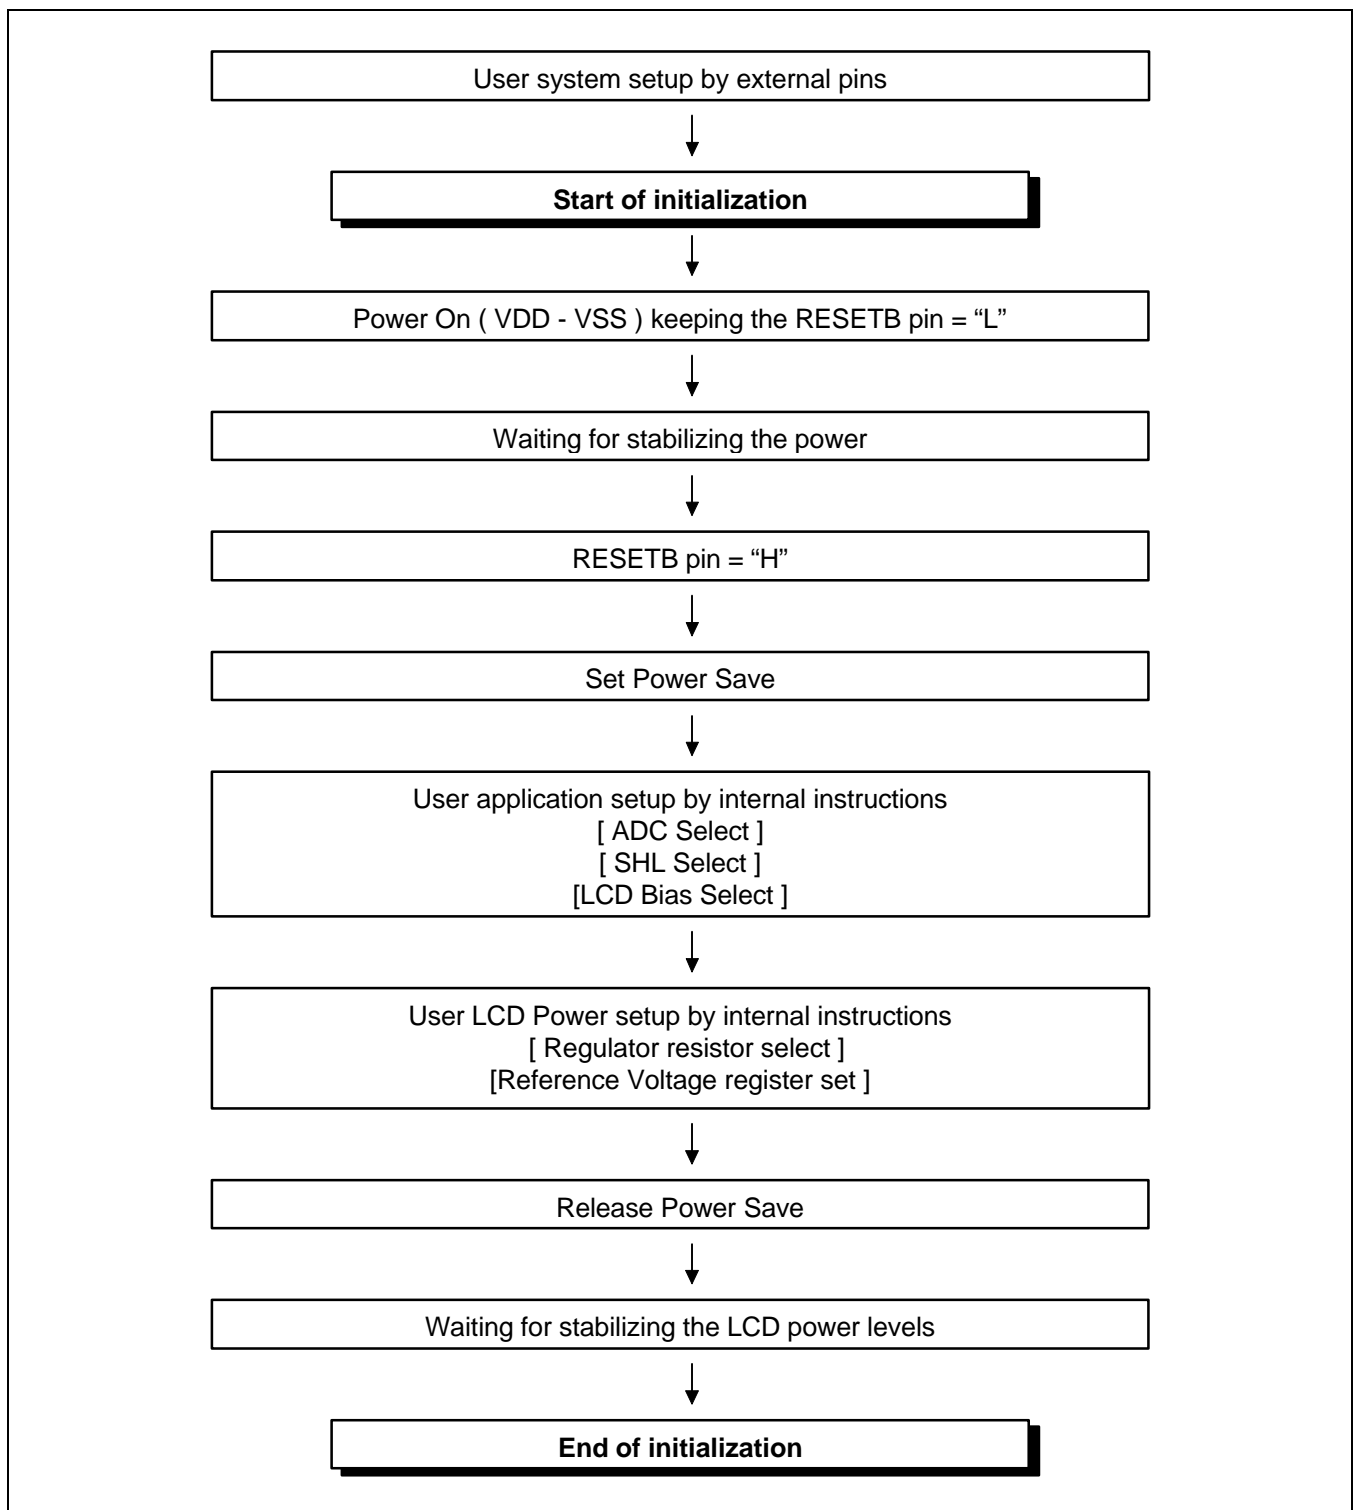 User system setup by external pins
Start of initialization
Power On ( VDD - VSS ) keeping the RESETB pin = “L”
Waiting for stabilizing the power
RESETB pin = “H”
Set Power Save
User application setup by internal instructions
[ ADC Select ]
[ SHL Select ]
[LCD Bias Select ]
User LCD Power setup by internal instructions
[ Regulator resistor select ]
[Reference Voltage register set ]
Release Power Save
Waiting for stabilizing the LCD power levels
End of initialization